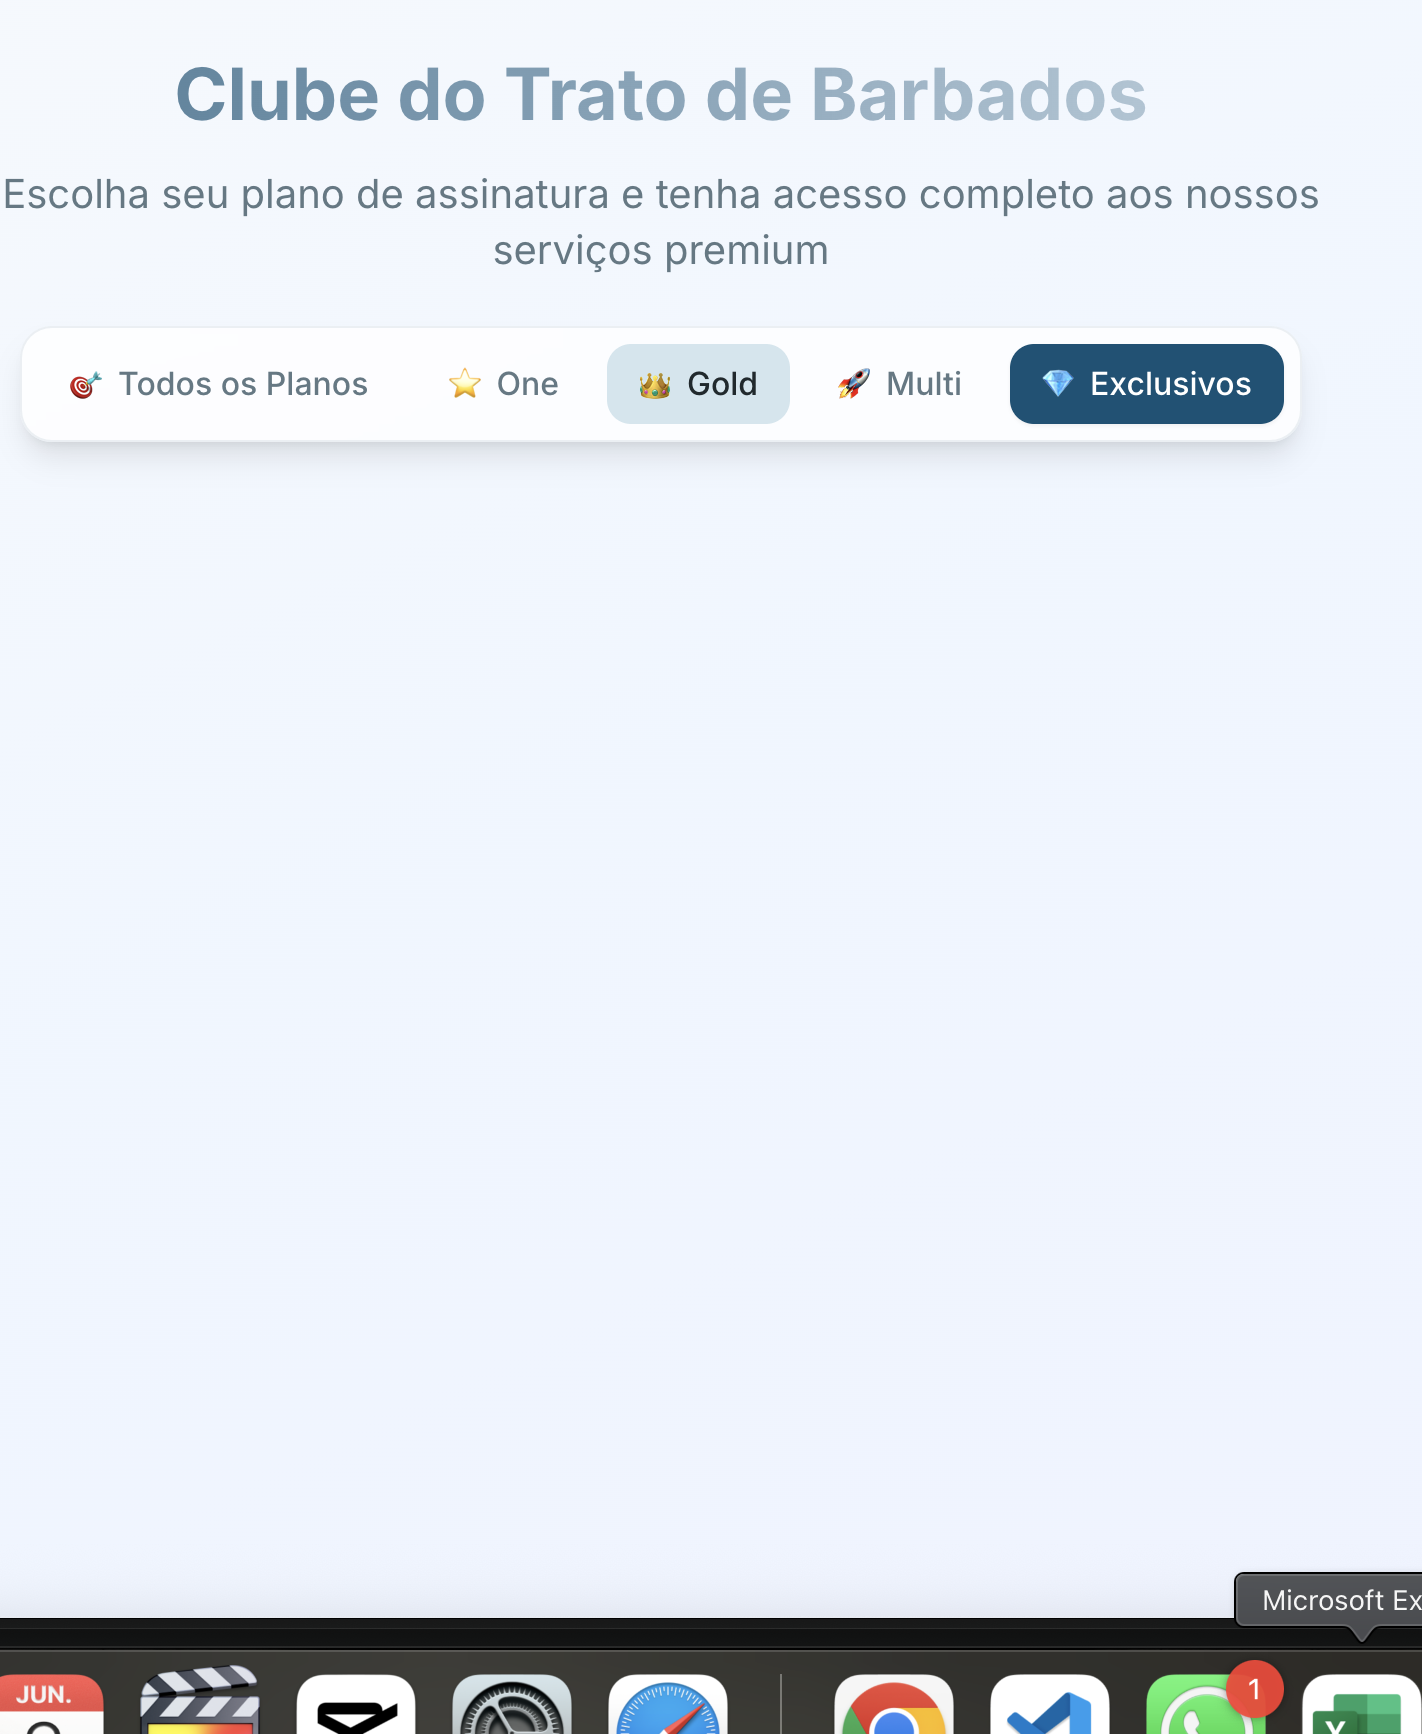 Clube do Trato de Barbados
Escolha seu plano de assinatura e tenha acesso completo aos nossos
serviços premium
Todos os Planos One Gold Multi Exclusivos
Microsoft Ex
JUN.
1